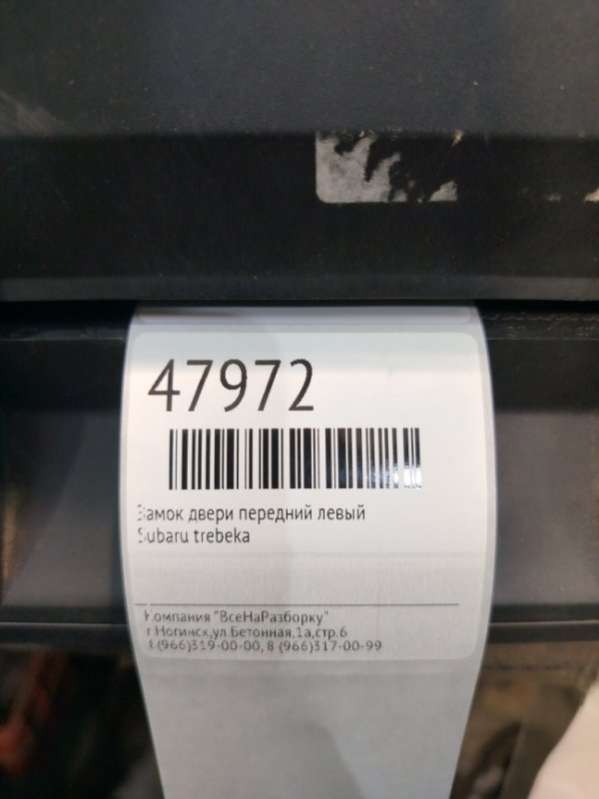 47972
Замок двери передний левый
Subaru trebeka
Компания "ВсеНаРазборку"
г.Ногинск,ул.Бетонная,1а,стр.6
8 (966)319-00-00, 8 (966)317-00-99